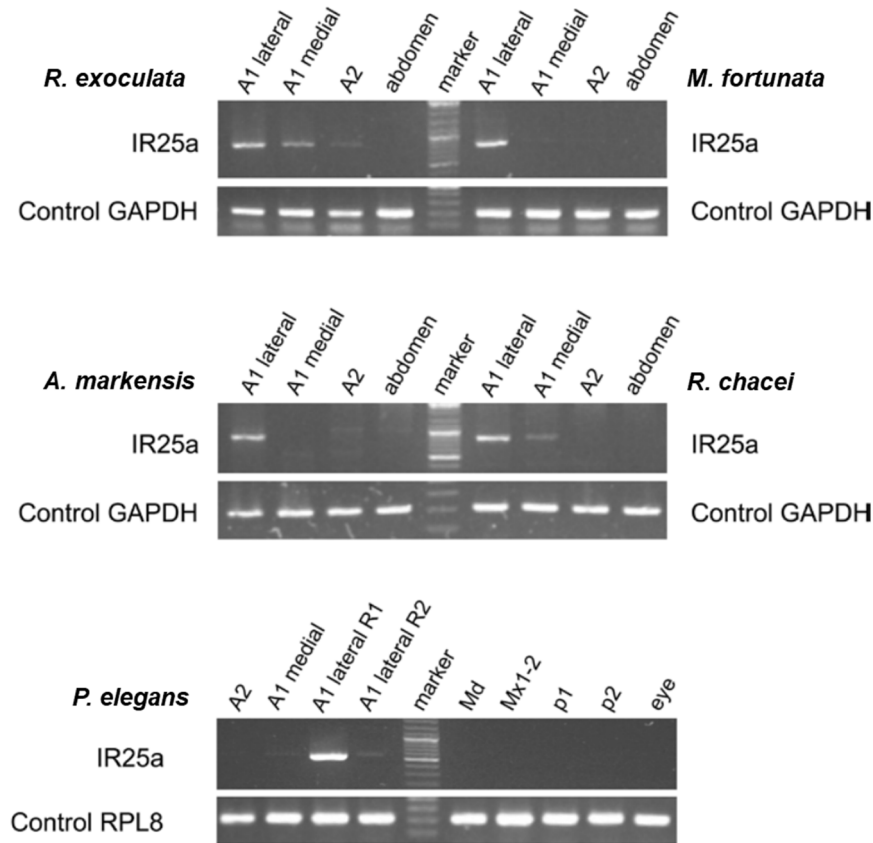 A1 lateral A1 medial A2 abdomen marker A1 lateral A1 medial A2 abdomen
R. exoculata M. fortunata
IR25a IR25a
Control GAPDH Control GAPDH
A1 lateral A1 medial A2 abdomen marker A1 lateral A1 medial A2 abdomen
A. markensis R. chacei
IR25a IR25a
Control GAPDH Control GAPDH
A2 A1 medial A1 lateral R1 A1 lateral R2 marker Md Mx1-2 p1 p2 eye
P. elegans
IR25a
Control RPL8